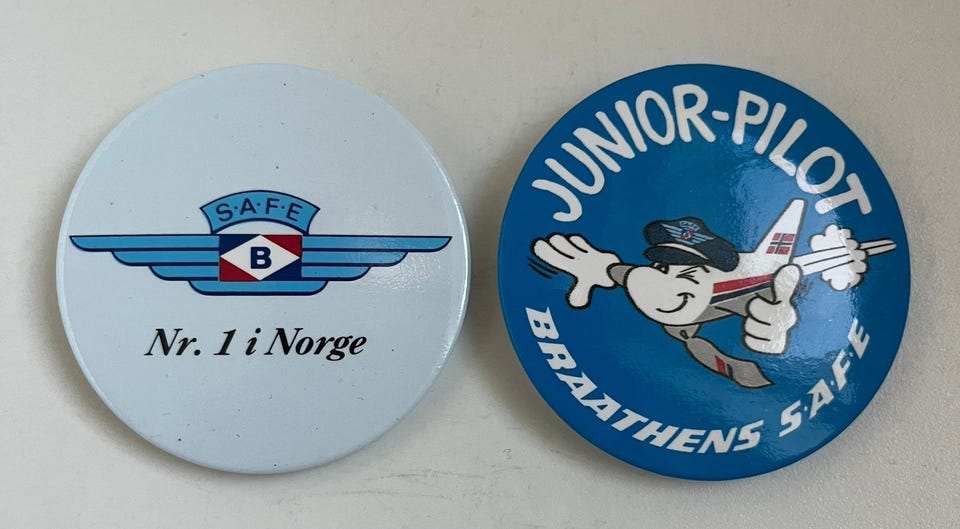 S·A·F·E
B
Nr. 1 i Norge
JUNIOR-PILOT
BRAATHENS S·A·F·E